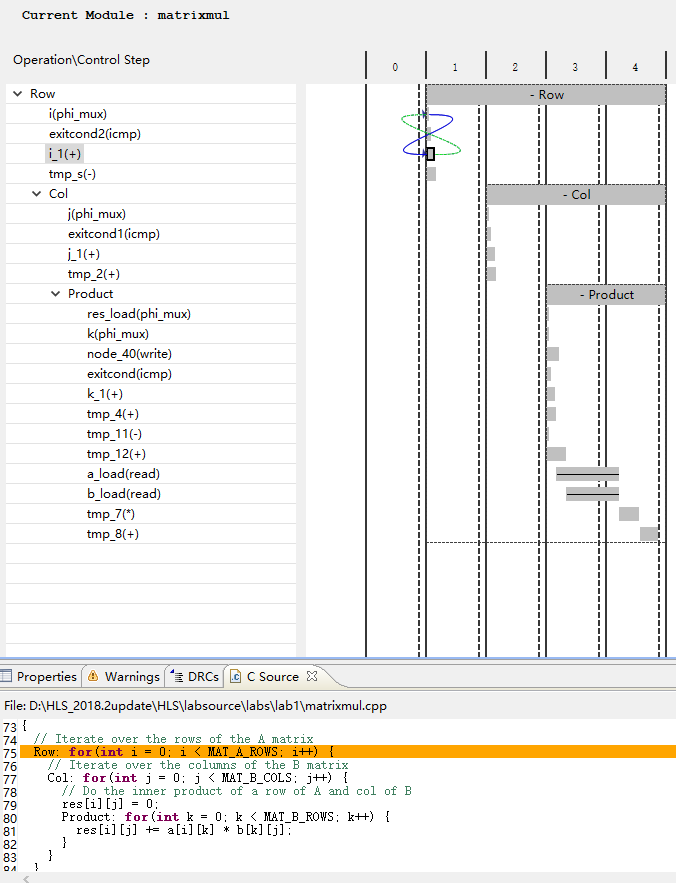 Current Module : matrixmul
Operation\Control Step
0 1 2 3 4
Row
- Row
i(phi_mux)
exitcond2(icmp)
i_1(+)
tmp_s(-)
Col
- Col
j(phi_mux)
exitcond1(icmp)
j_1(+)
tmp_2(+)
Product
- Product
res_load(phi_mux)
k(phi_mux)
node_40(write)
exitcond(icmp)
k_1(+)
tmp_4(+)
tmp_11(-)
tmp_12(+)
a_load(read)
b_load(read)
tmp_7(*)
tmp_8(+)
Properties Warnings DRCs C Source
File: D:\HLS_2018.2update\HLS\labsource\labs\lab1\matrixmul.cpp
73 {
74 // Iterate over the rows of the A matrix
75 Row: for(int i = 0; i < MAT_A_ROWS; i++) {
76 // Iterate over the columns of the B matrix
77 Col: for(int j = 0; j < MAT_B_COLS; j++) {
78 // Do the inner product of a row of A and col of B
79 res[i][j] = 0;
80 Product: for(int k = 0; k < MAT_B_ROWS; k++) {
81 res[i][j] += a[i][k] * b[k][j];
82 }
83 }
84 }